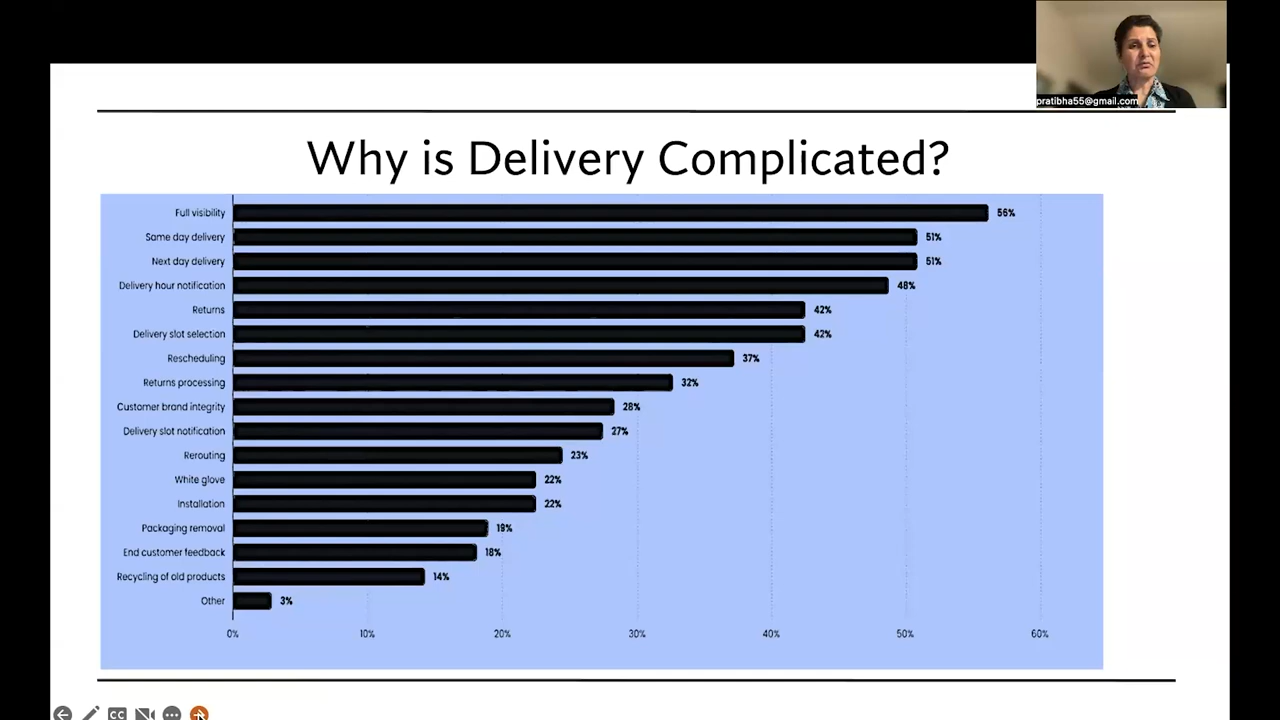 pratibha55@gmail.com
Why is Delivery Complicated?
Full visibility 56%
Same day delivery 51%
Next day delivery 51%
Delivery hour notification 48%
Returns 42%
Delivery slot selection 42%
Rescheduling 37%
Returns processing 32%
Customer brand integrity 28%
Delivery slot notification 27%
Rerouting 23%
White glove 22%
Installation 22%
Packaging removal 19%
End customer feedback 18%
Recycling of old products 14%
Other 3%
0% 10% 20% 30% 40% 50% 60%
CC